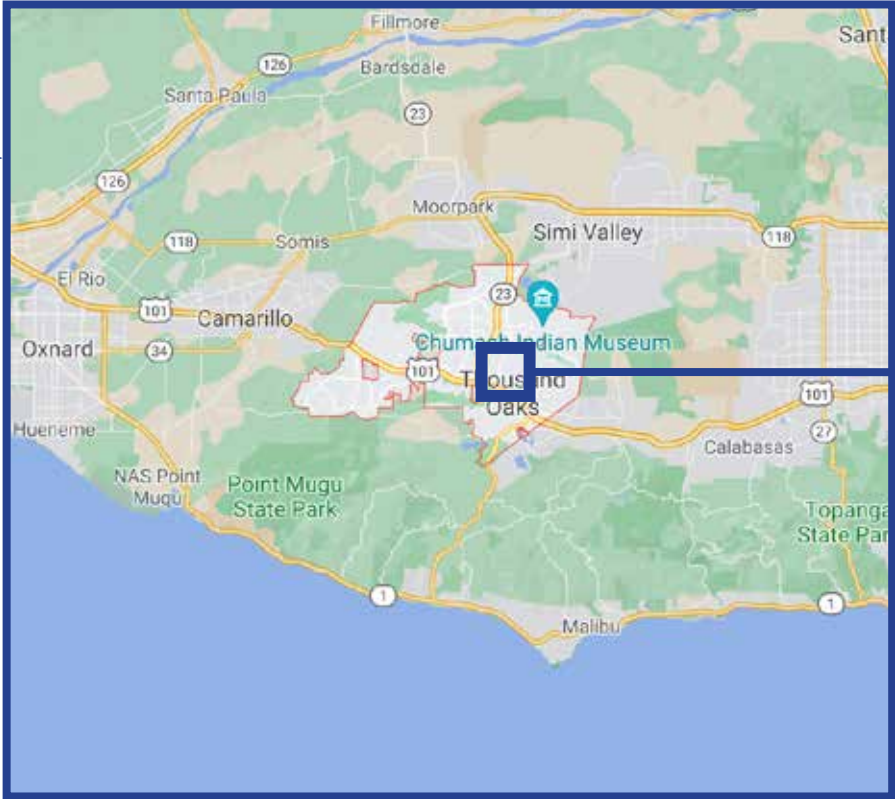 Fillmore
Sant
126
Bardsdale
Santa Paula
23
126
Moorpark
118
Somis
Simi Valley
118
El Rio
23
101
Camarillo
Chumash Indian Museum
Oxnard
34
101
Thousand
Oaks
101
Hueneme
27
Calabasas
NAS Point
Mugu
Point Mugu
State Park
Topanga
State Par
1
1
Malibu